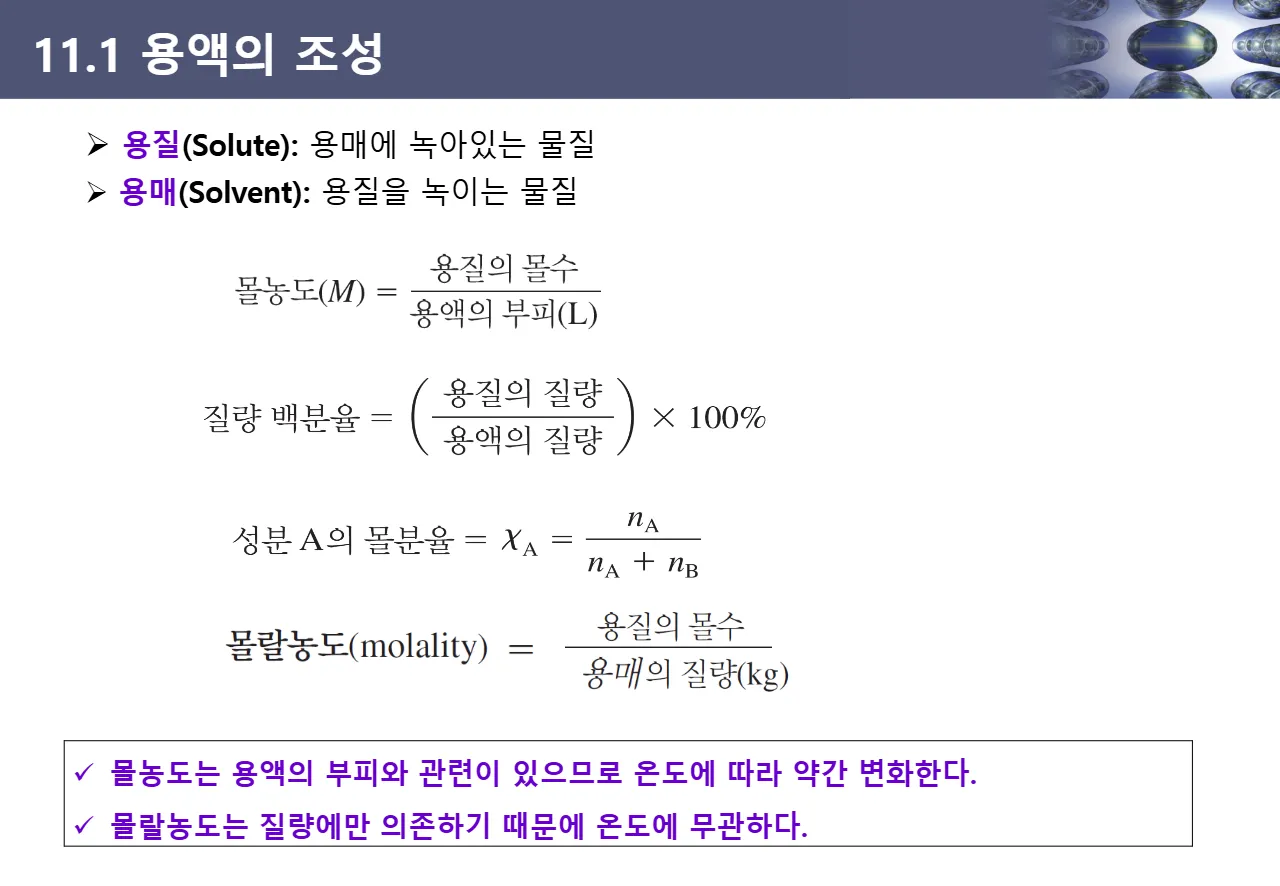 11.1 용액의 조성
➢ 용질(Solute): 용매에 녹아있는 물질
➢ 용매(Solvent): 용질을 녹이는 물질
몰농도(M) = 용질의 몰수 / 용액의 부피(L)
질량 백분율 = (용질의 질량 / 용액의 질량) × 100%
성분 A의 몰분율 = χA = nA / nA + nB
몰랄농도(molality) = 용질의 몰수 / 용매의 질량(kg)
✓ 몰농도는 용액의 부피와 관련이 있으므로 온도에 따라 약간 변화한다.
✓ 몰랄농도는 질량에만 의존하기 때문에 온도에 무관하다.